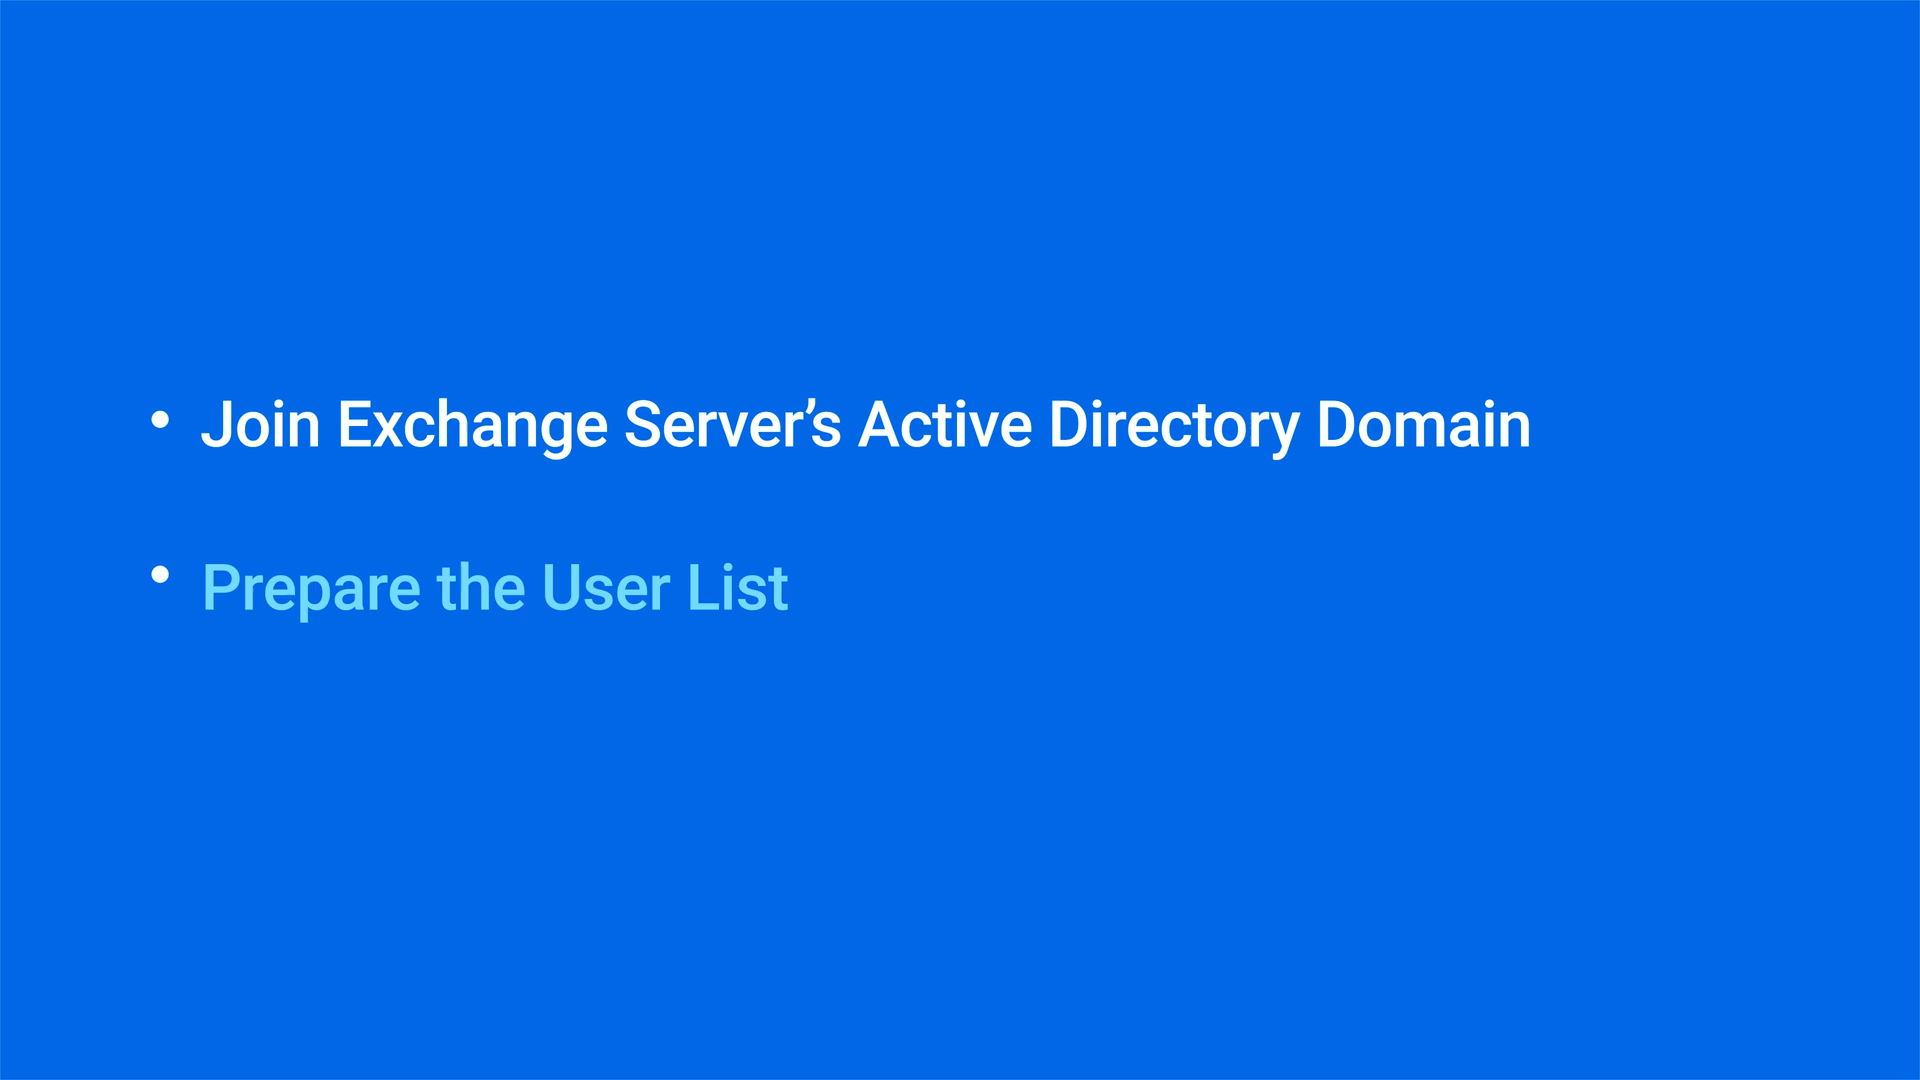 • Join Exchange Server’s Active Directory Domain
• Prepare the User List